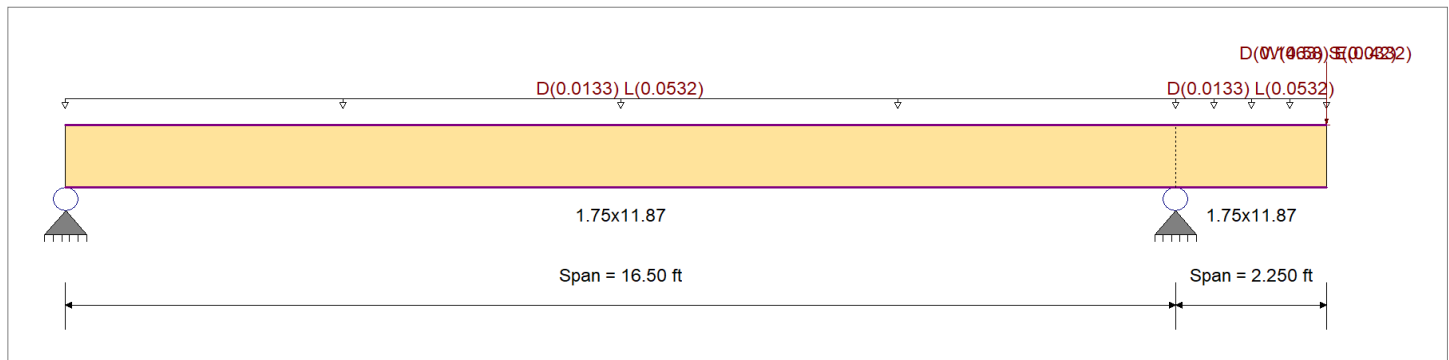 D(0.0133) L(0.0532)
D(0.0133) L(0.0532)
1.75x11.87
1.75x11.87
Span = 16.50 ft
Span = 2.250 ft